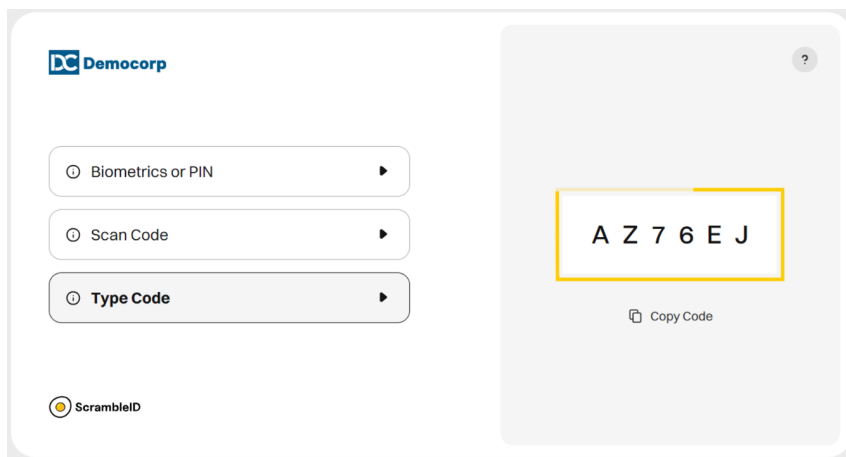 DC Democorp
?
Biometrics or PIN
Scan Code
Type Code
A Z 7 6 E J
Copy Code
ScrambleID